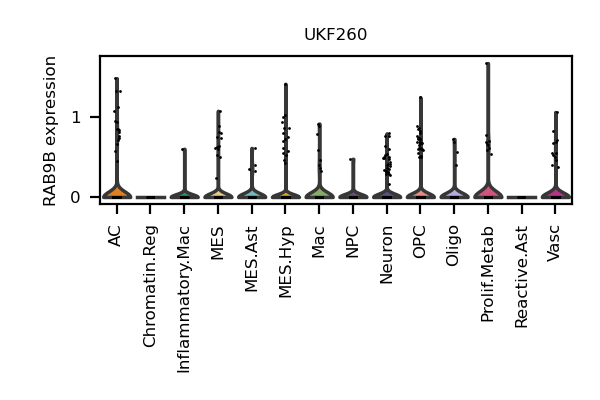 UKF260
RAB9B expression
1
0
AC
Chromatin.Reg
Inflammatory.Mac
MES
MES.Ast
MES.Hyp
Mac
NPC
Neuron
OPC
Oligo
Prolif.Metab
Reactive.Ast
Vasc